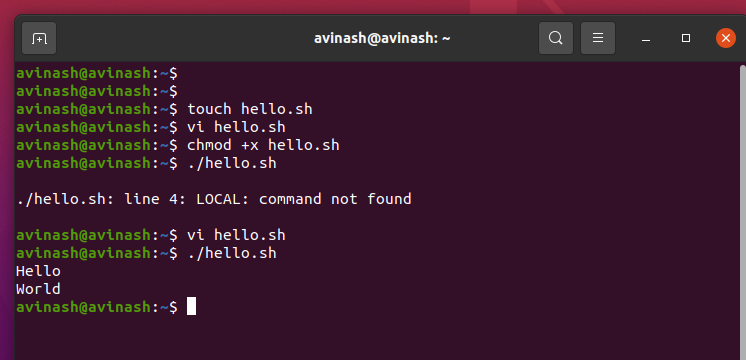 avinash@avinash: ~
avinash@avinash:~$
avinash@avinash:~$
avinash@avinash:~$ touch hello.sh
avinash@avinash:~$ vi hello.sh
avinash@avinash:~$ chmod +x hello.sh
avinash@avinash:~$ ./hello.sh
./hello.sh: line 4: LOCAL: command not found
avinash@avinash:~$ vi hello.sh
avinash@avinash:~$ ./hello.sh
Hello
World
avinash@avinash:~$